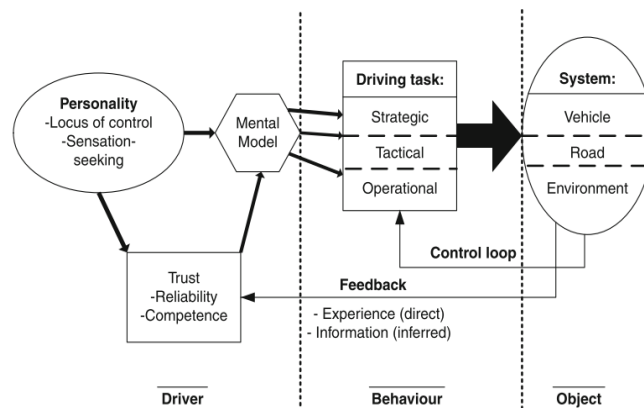 Personality
-Locus of control
-Sensation-
seeking
Mental
Model
Trust
-Reliability
-Competence
Driving task:
Strategic
Tactical
Operational
System:
Vehicle
Road
Environment
Control loop
Feedback
- Experience (direct)
- Information (inferred)
Driver
Behaviour
Object